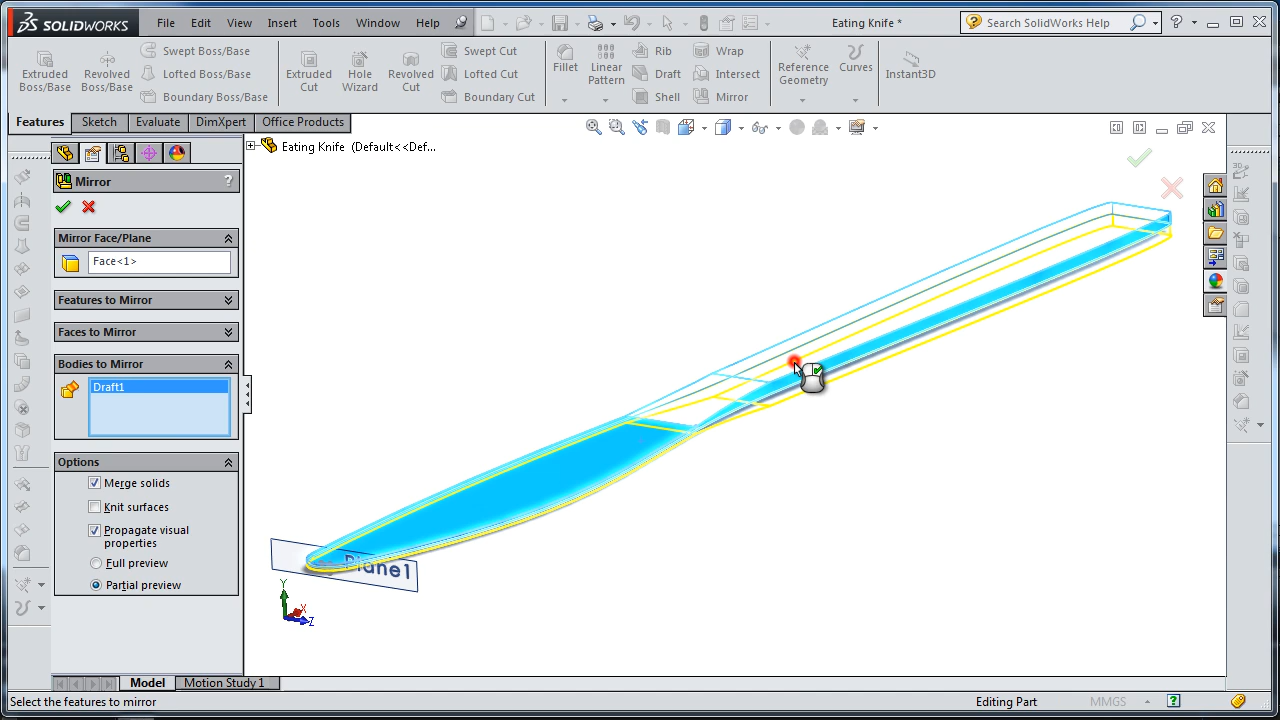 SOLIDWORKS File Edit View Insert Tools Window Help Eating Knife * Search SolidWorks Help
Extruded Boss/Base
Revolved Boss/Base
Swept Boss/Base
Lofted Boss/Base
Boundary Boss/Base
Extruded Cut
Hole Wizard
Revolved Cut
Swept Cut
Lofted Cut
Boundary Cut
Fillet
Linear Pattern
Rib
Draft
Shell
Wrap
Intersect
Mirror
Reference Geometry
Curves
Instant3D
Features Sketch Evaluate DimXpert Office Products
Eating Knife (Default<<Def...
Mirror ?
Mirror Face/Plane
Face<1>
Features to Mirror
Faces to Mirror
Bodies to Mirror
Draft1
Options
Merge solids
Knit surfaces
Propagate visual
properties
Full preview
Partial preview
Plane1
Y
X
Z
Model Motion Study 1
Select the features to mirror Editing Part MMGS